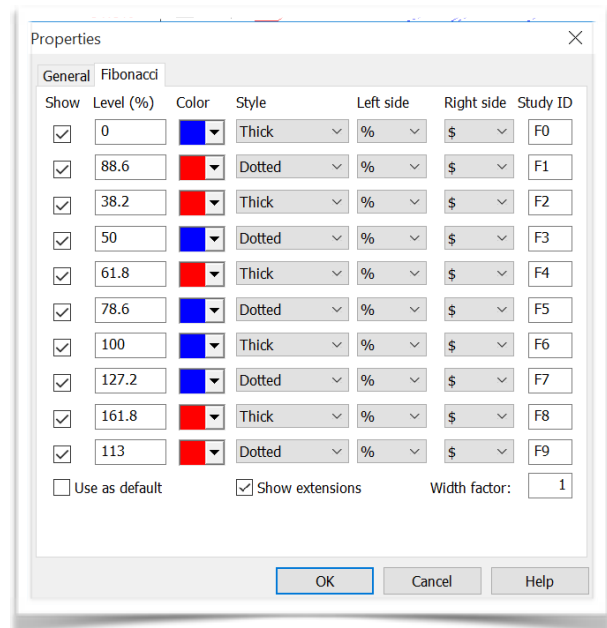 Properties
General Fibonacci
Show Level (%) Color Style Left side Right side Study ID
0 Thick % $ F0
88.6 Dotted % $ F1
38.2 Thick % $ F2
50 Dotted % $ F3
61.8 Thick % $ F4
78.6 Dotted % $ F5
100 Thick % $ F6
127.2 Dotted % $ F7
161.8 Thick % $ F8
113 Dotted % $ F9
Use as default Show extensions Width factor: 1
OK Cancel Help